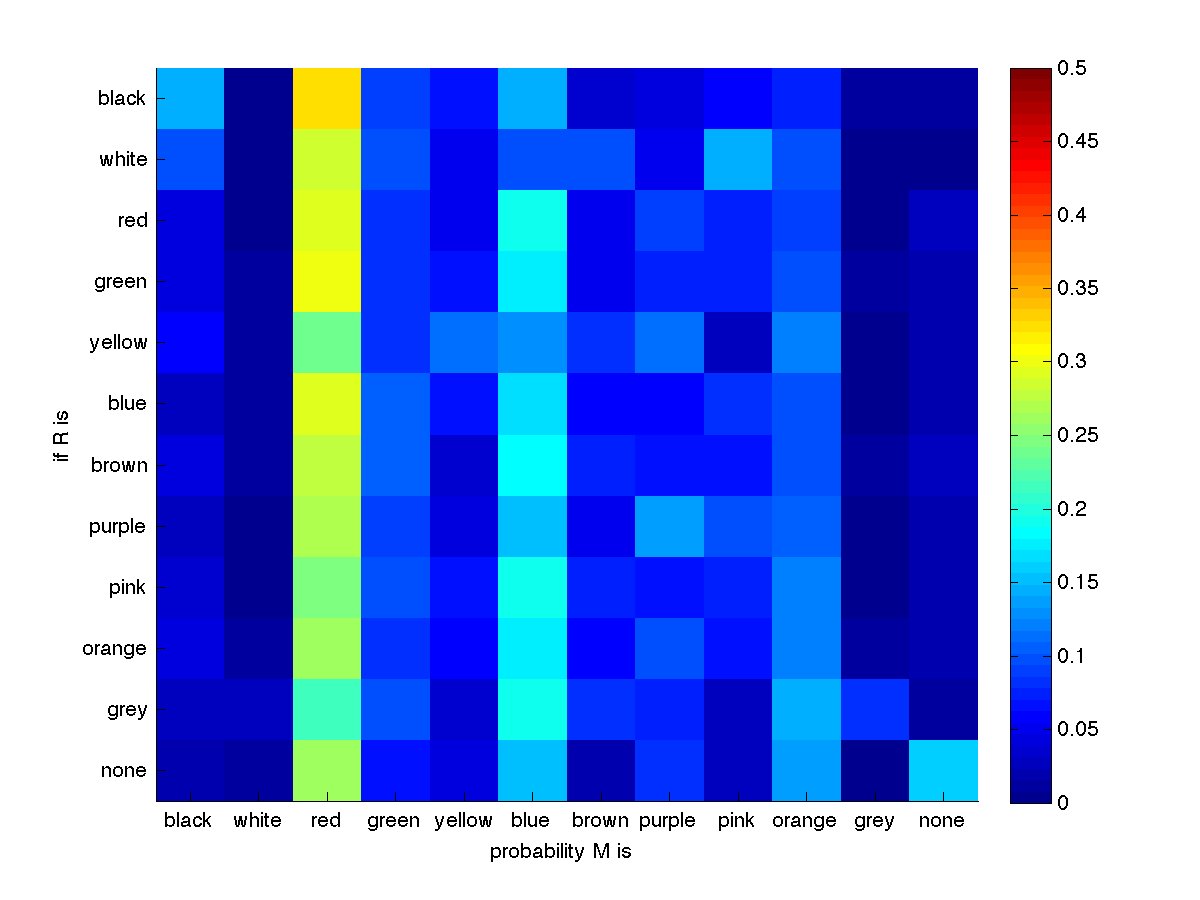 black
white
red
green
yellow
blue
brown
purple
pink
orange
grey
none
if R is
black white red green yellow blue brown purple pink orange grey none
probability M is
0.5
0.45
0.4
0.35
0.3
0.25
0.2
0.15
0.1
0.05
0